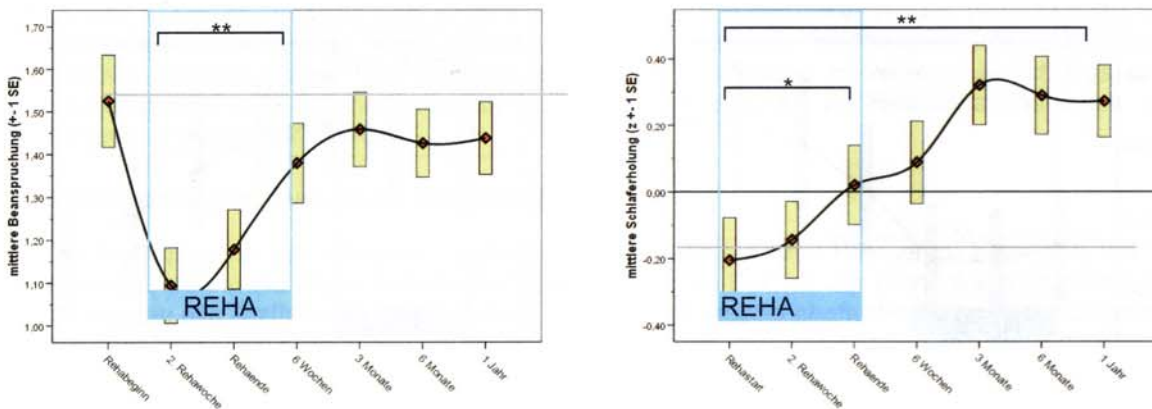 mittlere Beanspruchung (+- 1 SE)
1,70
1,60
1,50
1,40
1,30
1,20
1,10
1,00
**
REHA
Rehabeginn
2. Rehawoche
Rehaende
6 Wochen
3 Monate
6 Monate
1 Jahr
mittlere Schlaferholung (z +- 1 SE)
0.40
0.20
0,00
-0.20
-0.40
**
*
REHA
Rehastart
2. Rehawoche
Rehaende
6 Wochen
3 Monate
6 Monate
1 Jahr